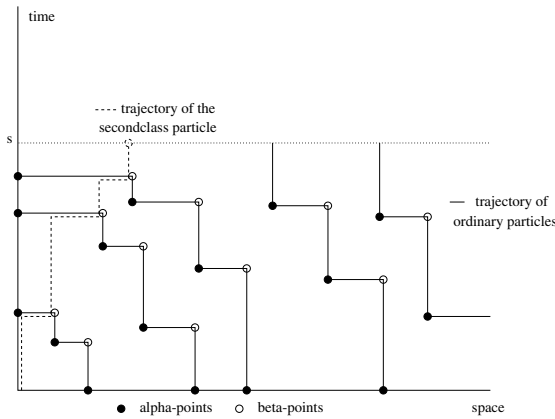 time
trajectory of the
secondclass particle
s
trajectory of
ordinary particles
alpha-points beta-points space